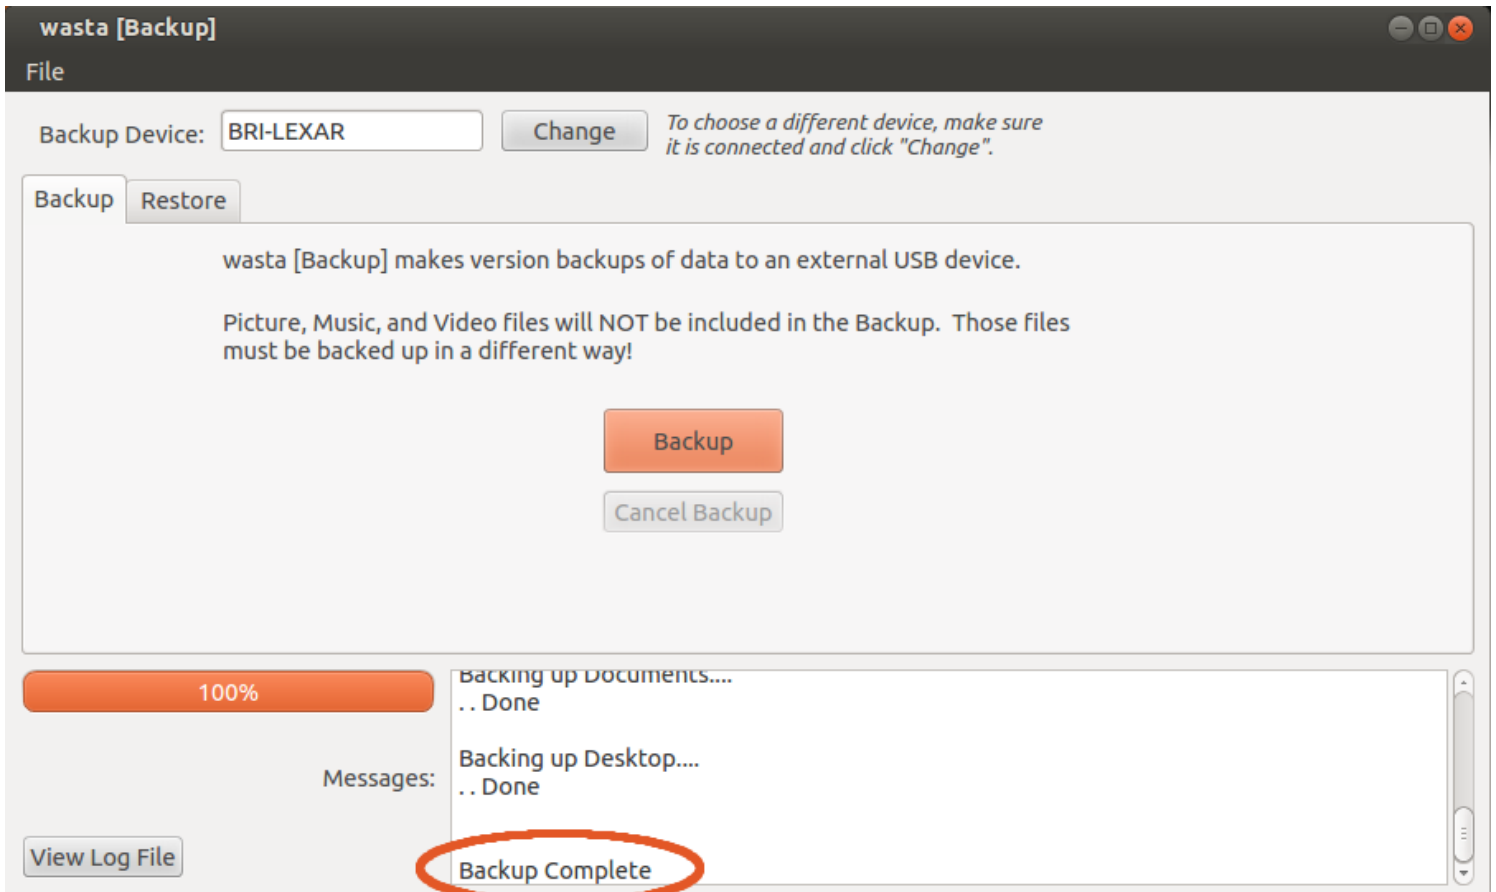 wasta [Backup]
File
Backup Device:
BRI-LEXAR
Change
To choose a different device, make sure
it is connected and click "Change".
Backup
Restore
wasta [Backup] makes version backups of data to an external USB device.
Picture, Music, and Video files will NOT be included in the Backup.  Those files
must be backed up in a different way!
Backup
Cancel Backup
100%
Messages:
Backing up Documents....
. . Done
Backing up Desktop....
. . Done
Backup Complete
View Log File